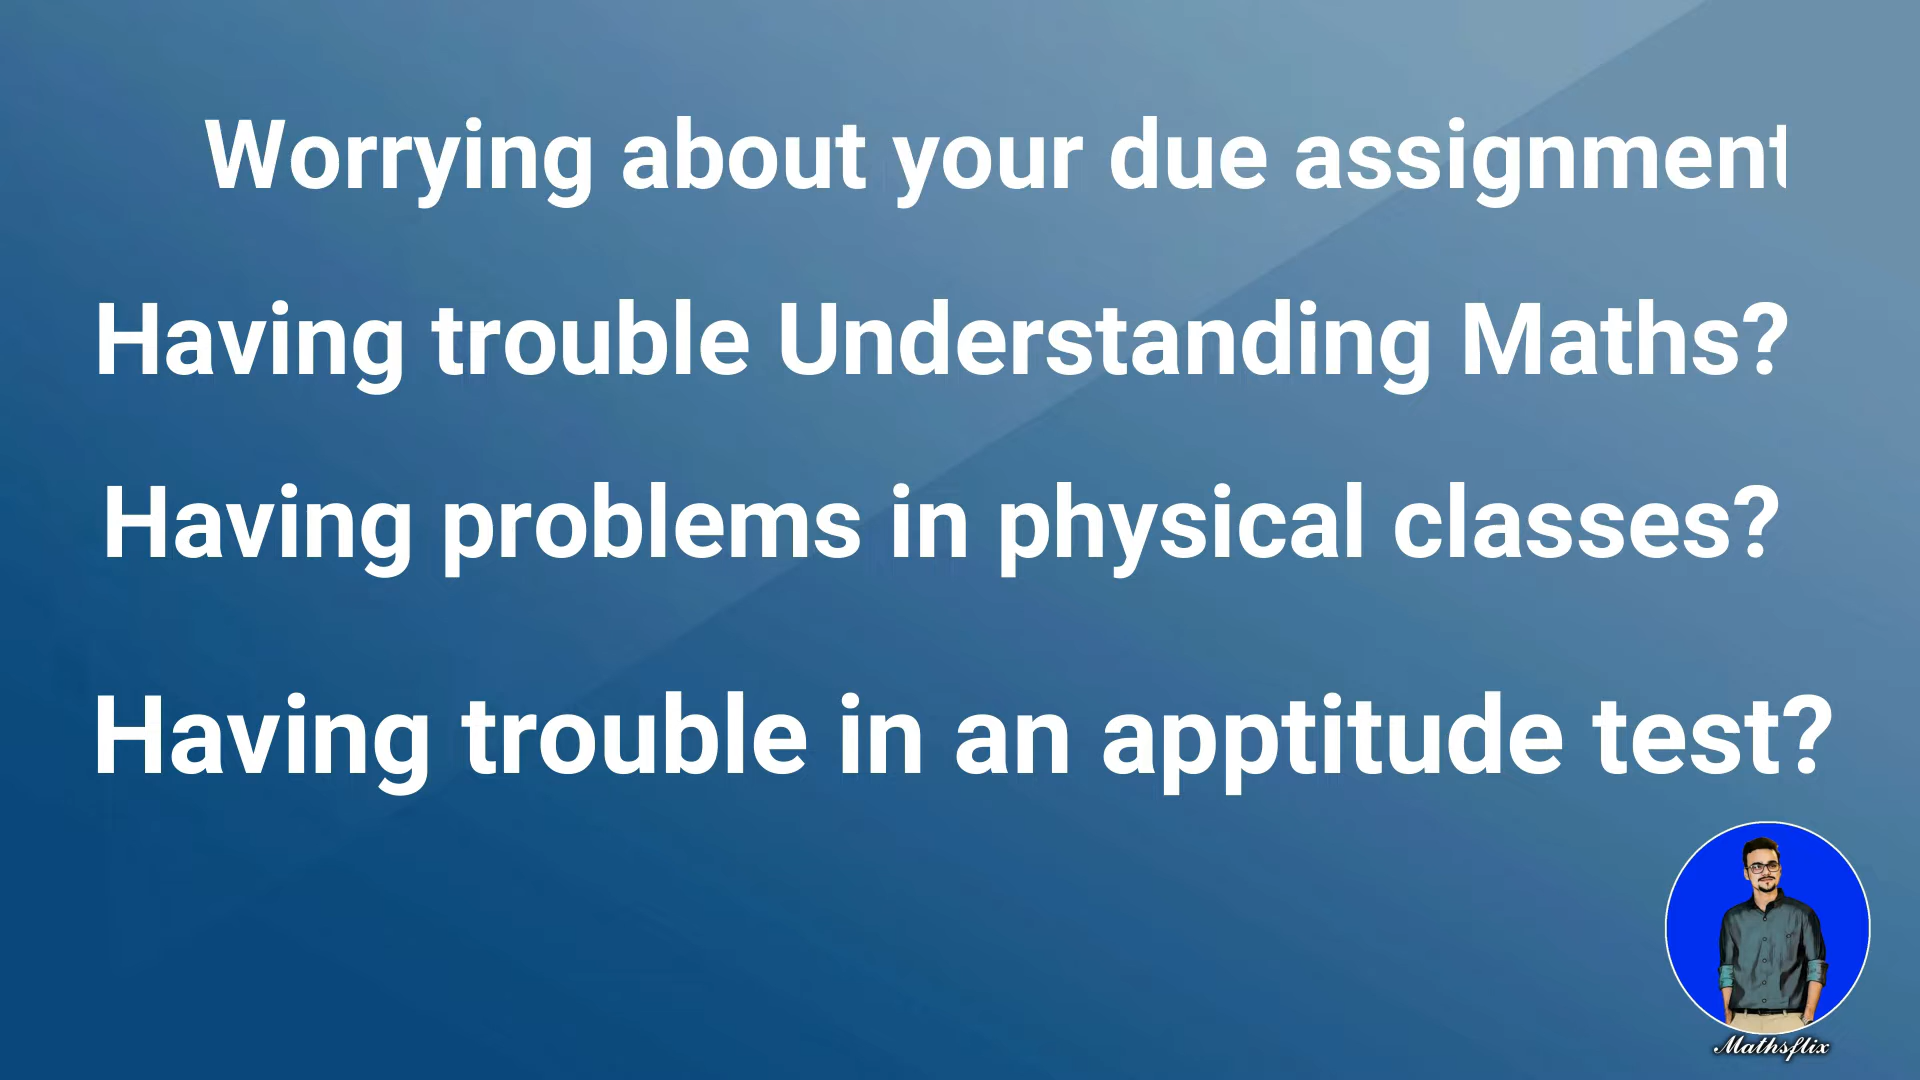 Worrying about your due assignment
Having trouble Understanding Maths?
Having problems in physical classes?
Having trouble in an apptitude test?
Mathsflix